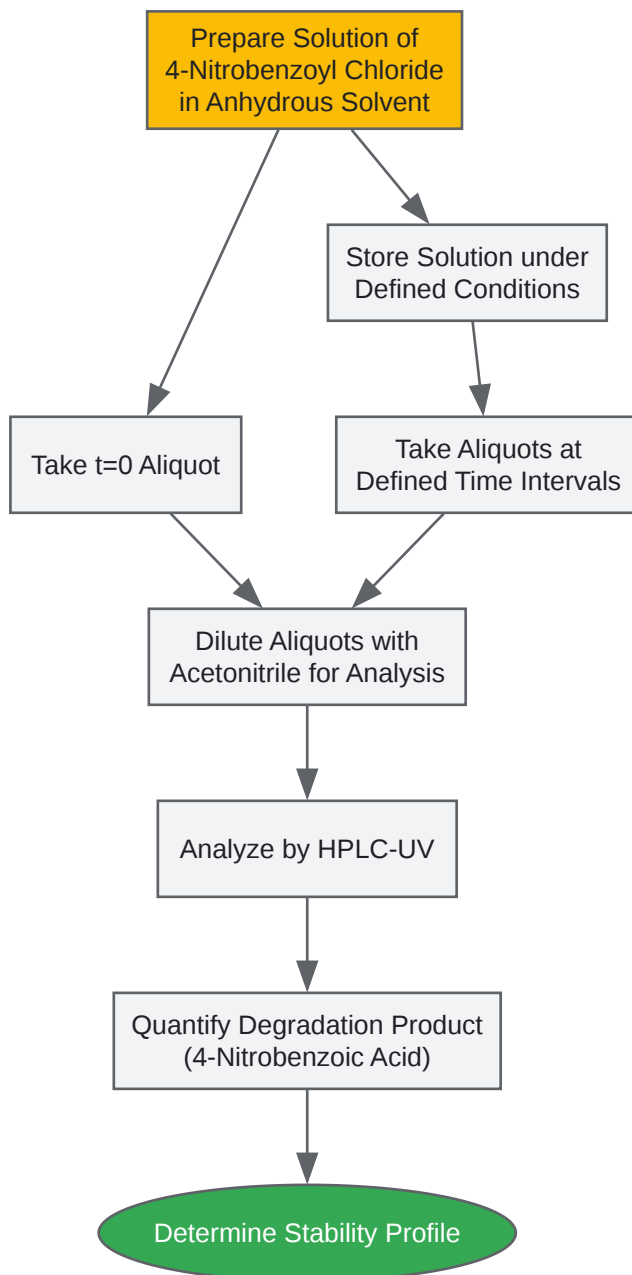 Prepare Solution of
4-Nitrobenzoyl Chloride
in Anhydrous Solvent
Store Solution under
Defined Conditions
Take t=0 Aliquot
Take Aliquots at
Defined Time Intervals
Dilute Aliquots with
Acetonitrile for Analysis
Analyze by HPLC-UV
Quantify Degradation Product
(4-Nitrobenzoic Acid)
Determine Stability Profile